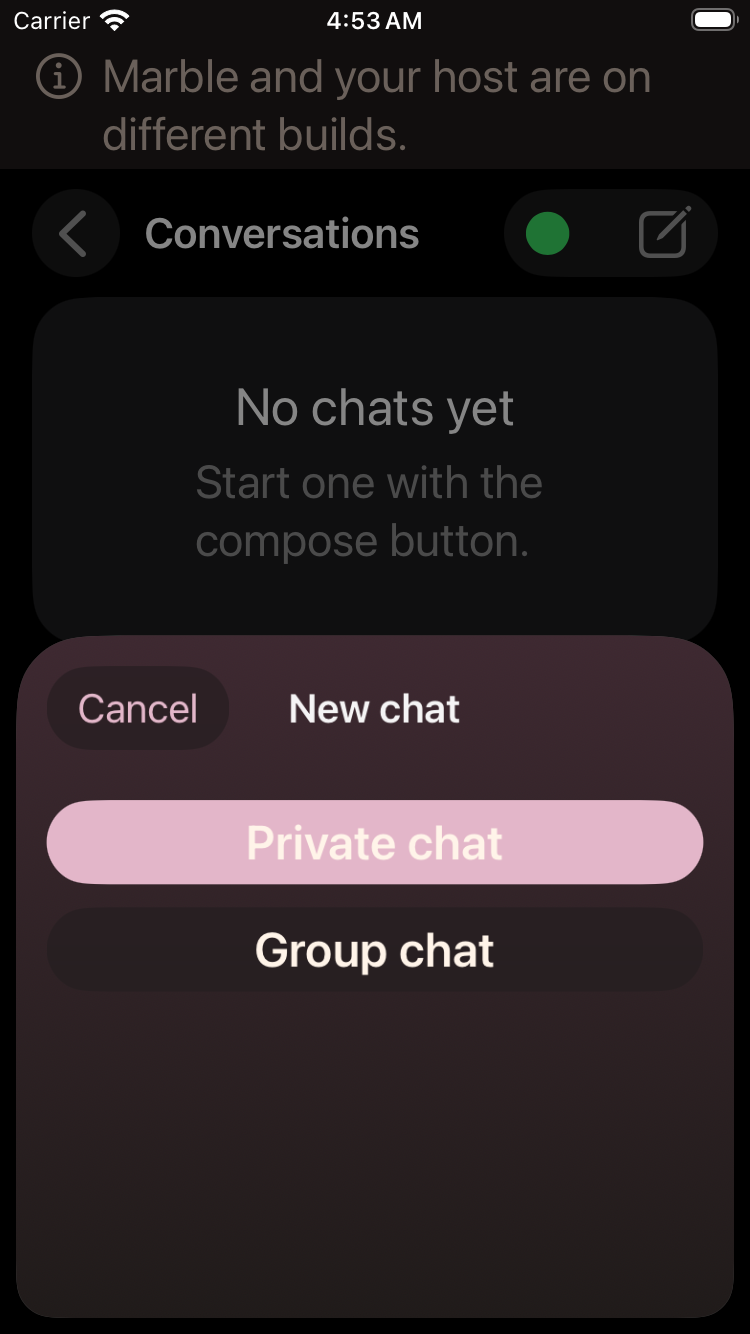 Carrier 4:53 AM
Marble and your host are on
different builds.
Conversations
No chats yet
Start one with the
compose button.
Cancel New chat
Private chat
Group chat